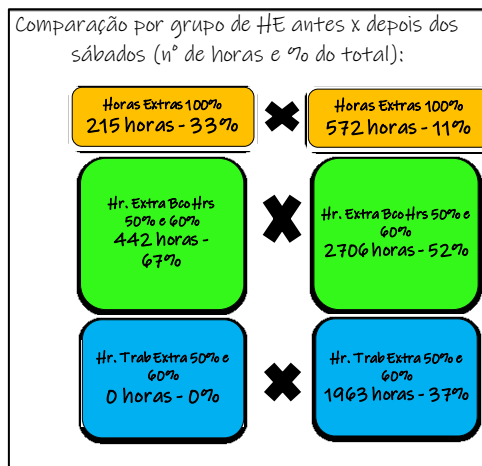 Comparação por grupo de HE antes x depois dos
sábados (nº de horas e % do total):
Horas Extras 100%
215 horas - 33%
Horas Extras 100%
572 horas - 11%
Hr. Extra Bco Hrs
50% e 60%
442 horas -
67%
Hr. Extra Bco Hrs 50% e
60%
2706 horas - 52%
Hr. Trab Extra 50% e
60%
0 horas - 0%
Hr. Trab Extra 50% e
60%
1963 horas - 37%